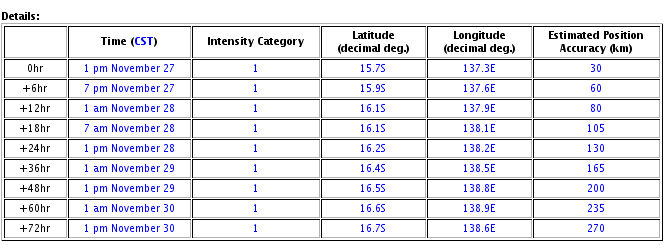 Details:
Time (CST) Intensity Category Latitude (decimal deg.) Longitude (decimal deg.) Estimated Position Accuracy (km)
0hr 1 pm November 27 1 15.7S 137.3E 30
+6hr 7 pm November 27 1 15.9S 137.6E 60
+12hr 1 am November 28 1 16.1S 137.9E 80
+18hr 7 am November 28 1 16.1S 138.1E 105
+24hr 1 pm November 28 1 16.2S 138.2E 130
+36hr 1 am November 29 1 16.4S 138.5E 165
+48hr 1 pm November 29 1 16.5S 138.8E 200
+60hr 1 am November 30 1 16.6S 138.9E 235
+72hr 1 pm November 30 1 16.7S 138.6E 270